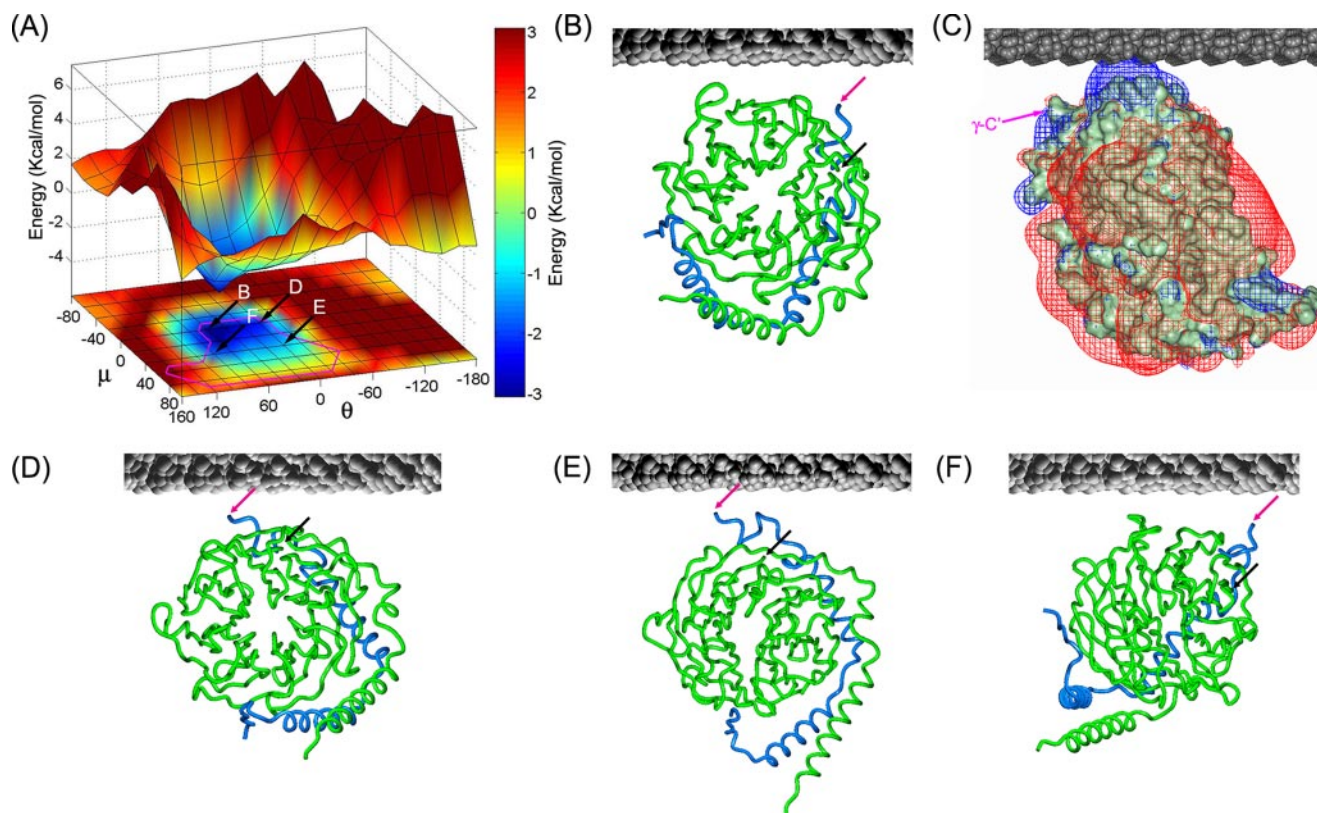 (A)
6
4
2
0
-2
-4
Energy (Kcal/mol)
-80
-40
0
40
80
μ
160
120
60
0
-60
-120
-180
θ
B
D
F
E
3
2
1
0
-1
-2
-3
Energy (Kcal/mol)
(B)
(C)
γ-C'
(D)
(E)
(F)